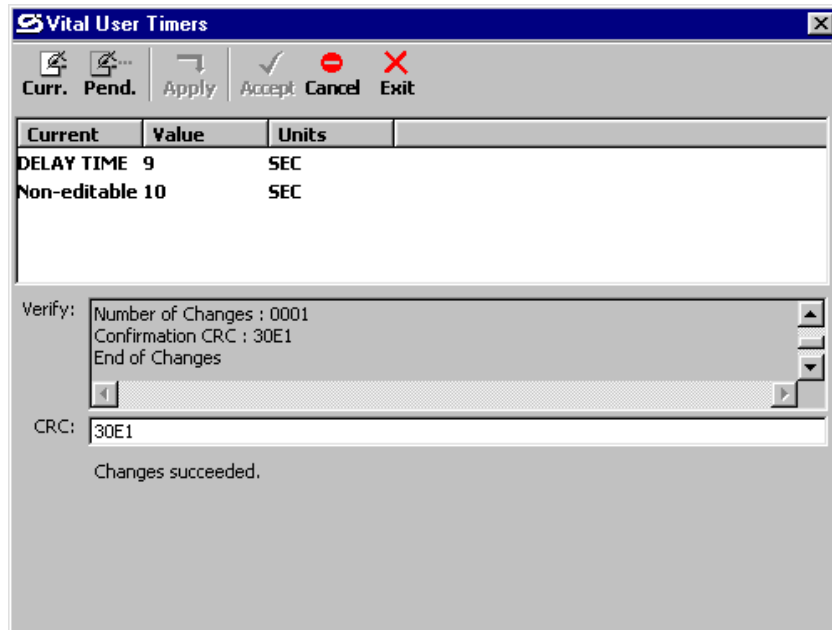 Vital User Timers
Curr. Pend. Apply Accept Cancel Exit
Current Value Units
DELAY TIME 9 SEC
Non-editable 10 SEC
Verify:
Number of Changes : 0001
Confirmation CRC : 30E1
End of Changes
CRC: 30E1
Changes succeeded.